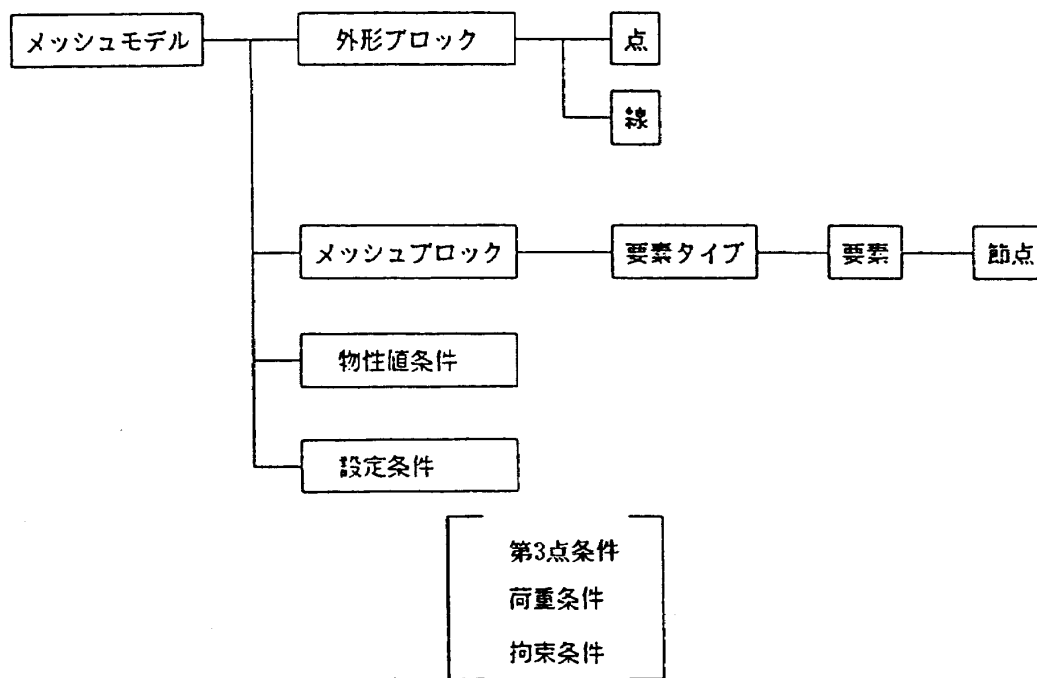 メッシュモデル
外形ブロック
点
線
メッシュブロック
要素タイプ
要素
節点
物性値条件
設定条件
第3点条件
荷重条件
拘束条件